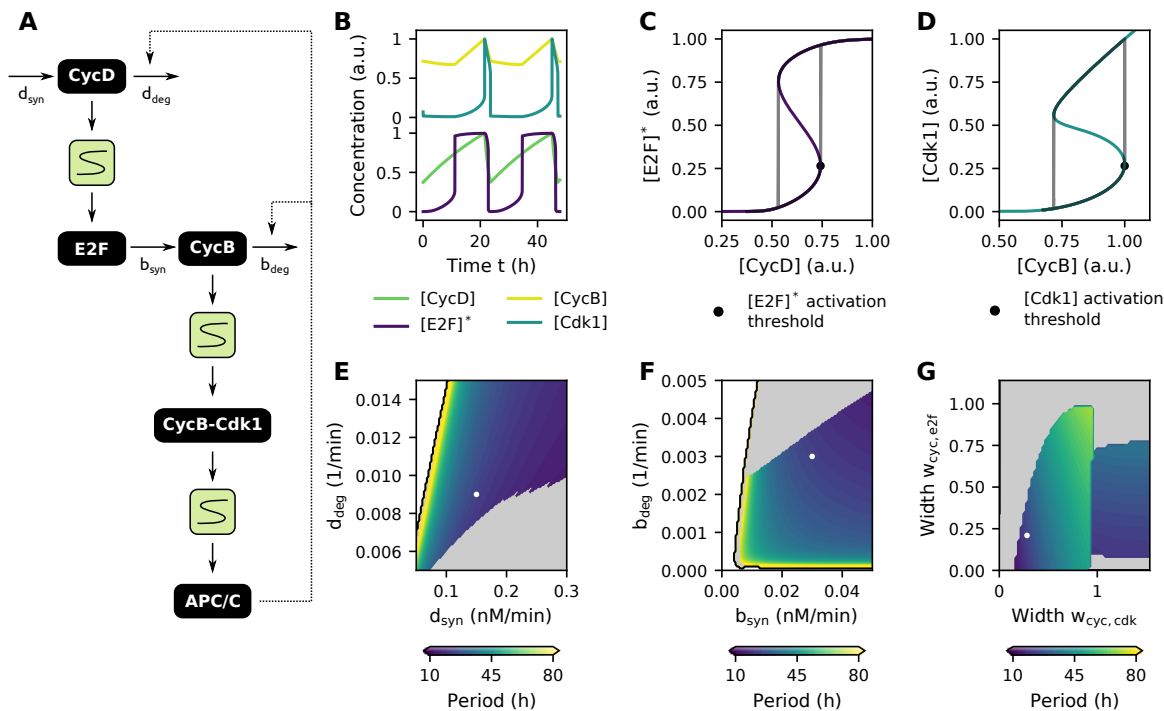 A
CycD
d_syn
d_deg
E2F
CycB
b_syn
b_deg
CycB-Cdk1
APC/C
B
Concentration (a.u.)
1
0.5
0
1
0.5
0
0
20
40
Time t (h)
[CycD]
[CycB]
[E2F]*
[Cdk1]
C
[E2F]* (a.u.)
1.00
0.75
0.50
0.25
0.00
0.25
0.50
0.75
1.00
[CycD] (a.u.)
[E2F]* activation
threshold
D
[Cdk1] (a.u.)
1.00
0.75
0.50
0.25
0.00
0.50
0.75
1.00
[CycB] (a.u.)
[Cdk1] activation
threshold
E
d_deg (1/min)
0.014
0.012
0.010
0.008
0.006
0.1
0.2
0.3
d_syn (nM/min)
10
45
80
Period (h)
F
b_deg (1/min)
0.005
0.004
0.003
0.002
0.001
0.000
0.00
0.02
0.04
b_syn (nM/min)
10
45
80
Period (h)
G
Width w_cyc, e2f
1.00
0.75
0.50
0.25
0.00
0
1
Width w_cyc, cdk
10
45
80
Period (h)